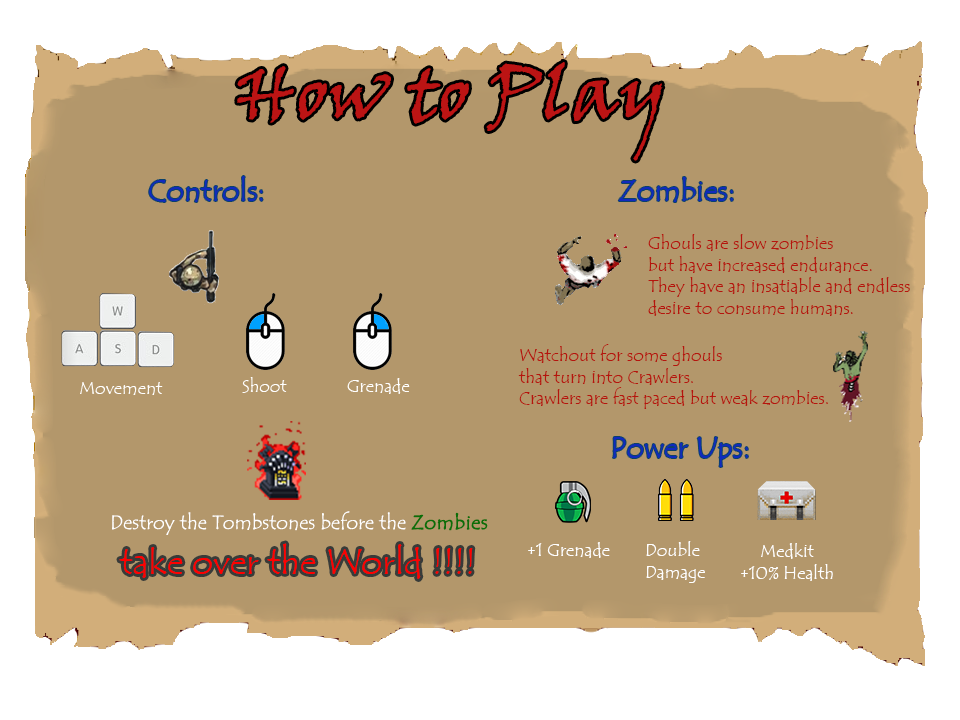 How to Play
Controls:
W
A S D
Movement
Shoot
Grenade
Destroy the Tombstones before the Zombies
take over the World !!!!
Zombies:
Ghouls are slow zombies
but have increased endurance.
They have an insatiable and endless
desire to consume humans.
Watchout for some ghouls
that turn into Crawlers.
Crawlers are fast paced but weak zombies.
Power Ups:
+1 Grenade
Double
Damage
Medkit
+10% Health